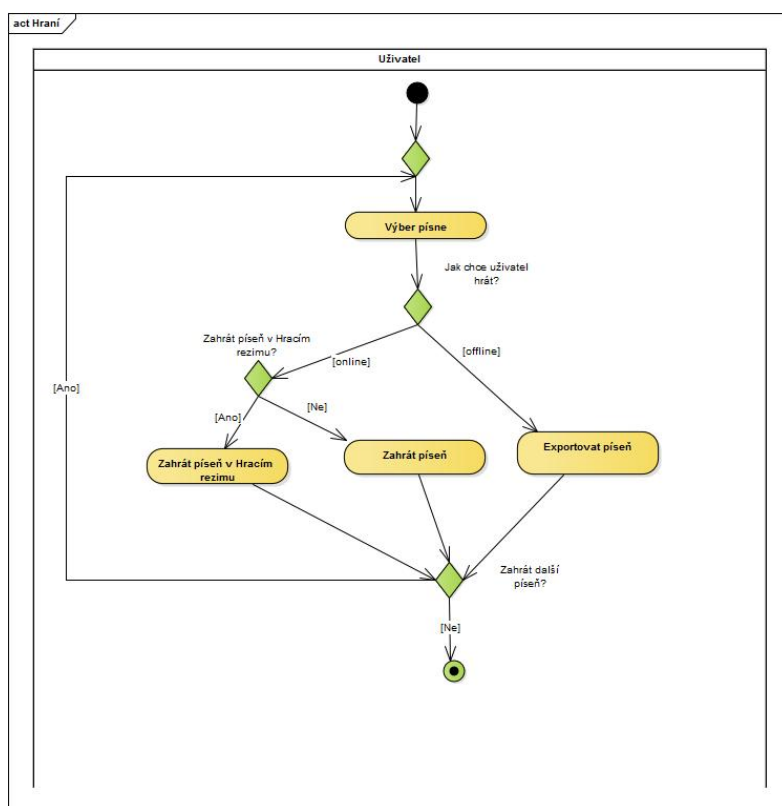 act Hraní
Uživatel
Výber písne
Jak chce uživatel
hrát?
Zahrát píseň v Hracím
rezimu?
[online]
[offline]
[Ano]
[Ano]
[Ne]
Exportovat píseň
Zahrát píseň
Zahrát píseň v Hracím
rezimu
Zahrát další
píseň?
[Ne]